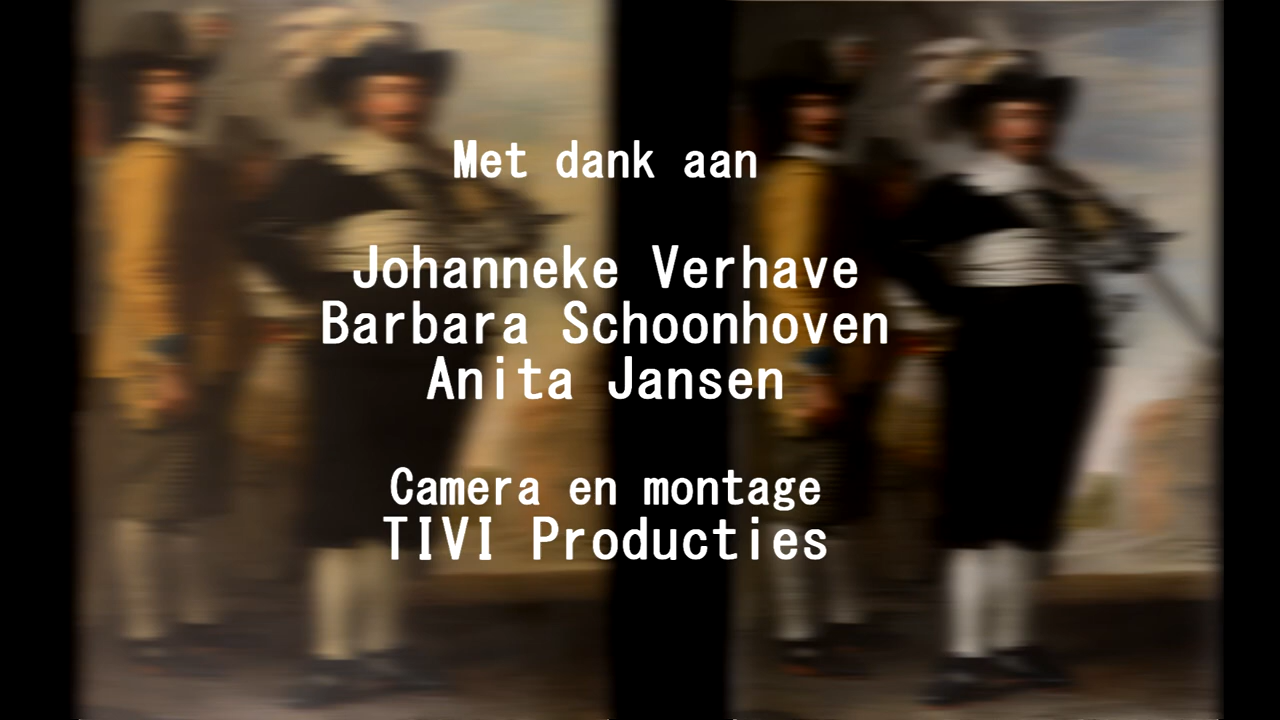 Met dank aan
Johanneke Verhave
Barbara Schoonhoven
Anita Jansen
Camera en montage
TIVI Producties